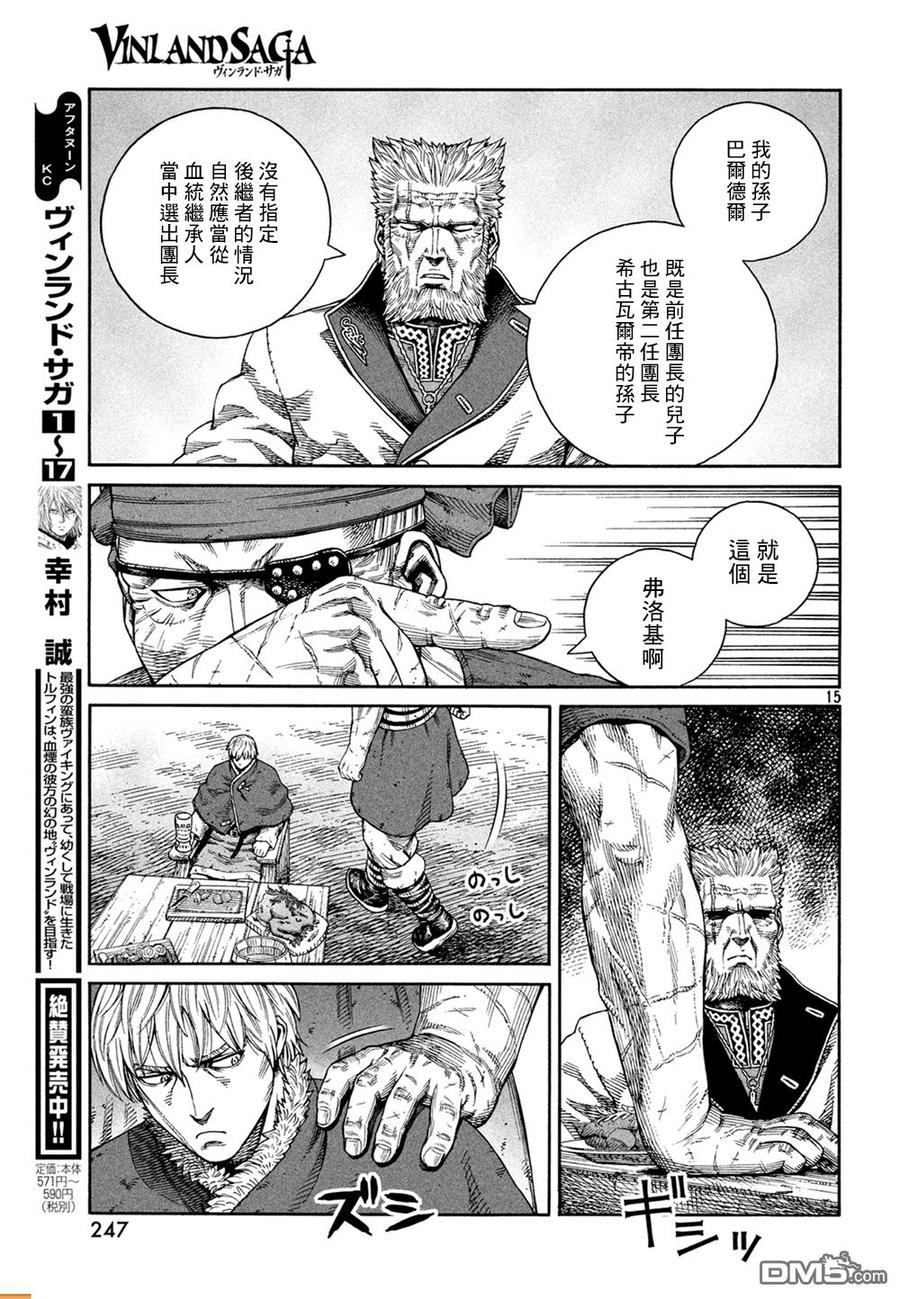 VINLAND SAGA
ヴィンランド・サガ
我的孫子
巴爾德爾
既是前任團長的兒子
也是第二任團長
希古瓦爾帝的孫子
沒有指定
後繼者的情況
自然應當從
血統繼承人
當中選出團長
就是
這個
弗洛基啊
15
ギシッ
のっし
のっし
ズシ
アフタヌーン
KC
ヴィンランド・サガ
1〜17
幸村 誠
最強の蛮族ヴァイキングにあって、幼くして戦場に生きた
トルフィンは、血煙の彼方の幻の地“ヴィンランド”を目指す!
絶賛発売中!!
定価:本体
571円〜
590円
(税別)
247
DM5.com